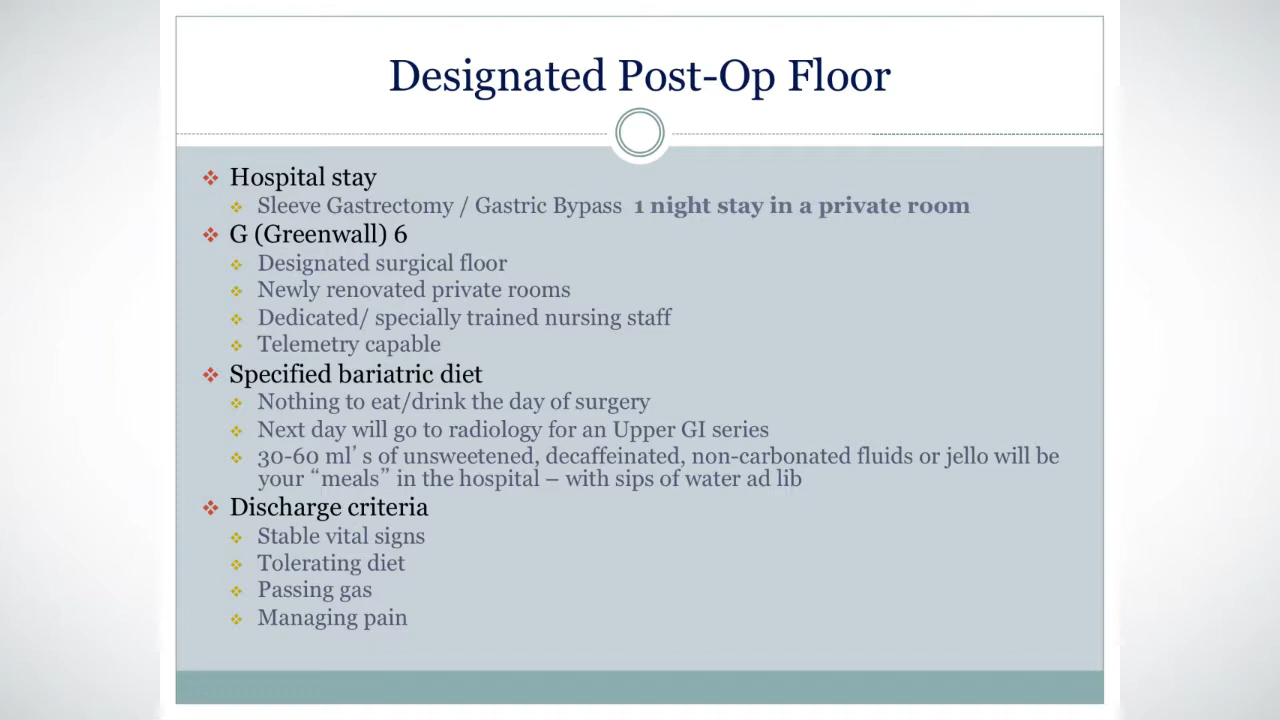 Designated Post-Op Floor
Hospital stay
Sleeve Gastrectomy / Gastric Bypass 1 night stay in a private room
G (Greenwall) 6
Designated surgical floor
Newly renovated private rooms
Dedicated/ specially trained nursing staff
Telemetry capable
Specified bariatric diet
Nothing to eat/drink the day of surgery
Next day will go to radiology for an Upper GI series
30-60 ml's of unsweetened, decaffeinated, non-carbonated fluids or jello will be
your “meals” in the hospital – with sips of water ad lib
Discharge criteria
Stable vital signs
Tolerating diet
Passing gas
Managing pain